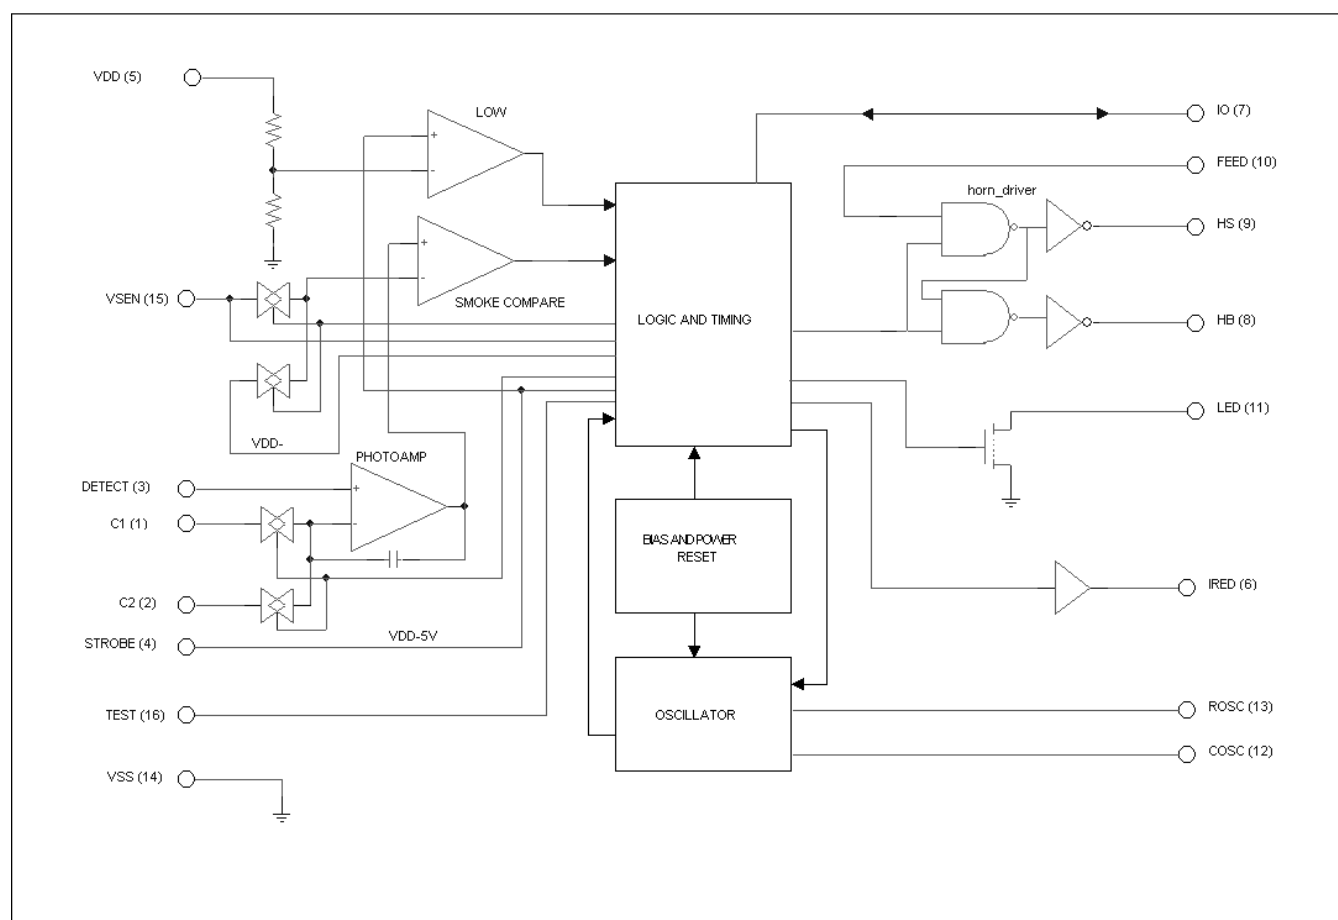 VDD (5)
LOW
+
-
IO (7)
FEED (10)
horn_driver
HS (9)
+
-
VSEN (15)
SMOKE COMPARE
LOGIC AND TIMING
HB (8)
LED (11)
VDD-
PHOTOAMP
DETECT (3)
+
C1 (1)
-
BIAS AND POWER
RESET
IRED (6)
C2 (2)
STROBE (4)
VDD-5V
TEST (16)
OSCILLATOR
ROSC (13)
COSC (12)
VSS (14)